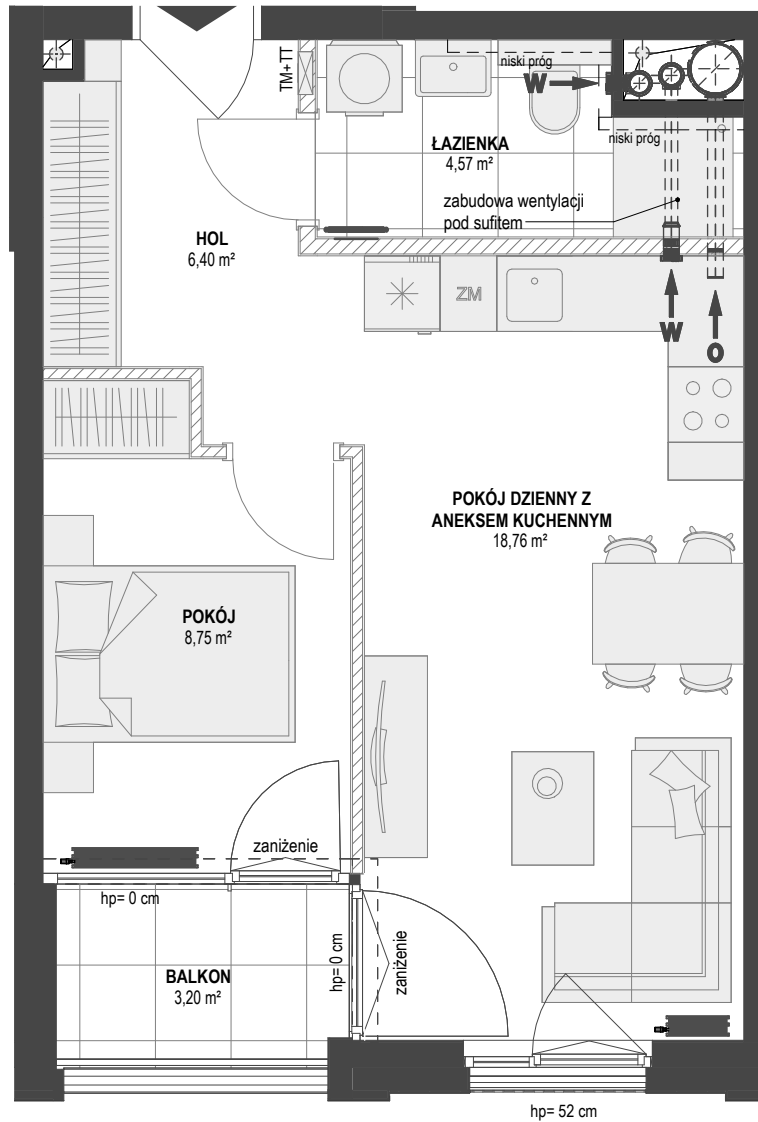 TM+TT
niski próg
W
niski próg
ŁAZIENKA
4,57 m²
zabudowa wentylacji
pod sufitem
HOL
6,40 m²
ZM
W
O
POKÓJ DZIENNY Z
ANEKSEM KUCHENNYM
18,76 m²
POKÓJ
8,75 m²
zaniżenie
hp= 0 cm
hp= 0 cm
zaniżenie
BALKON
3,20 m²
hp= 52 cm